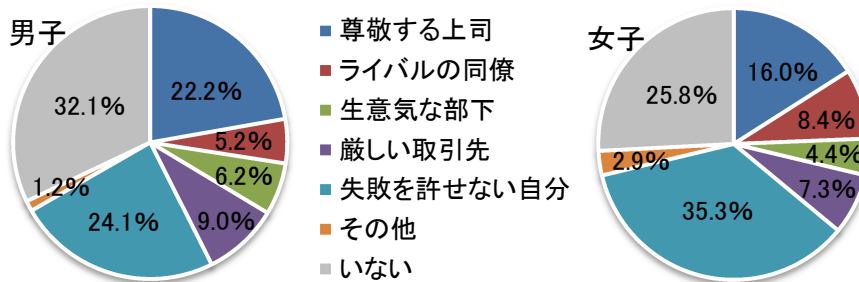 男子
22.2%
5.2%
6.2%
9.0%
24.1%
1.2%
32.1%
尊敬する上司
ライバルの同僚
生意気な部下
厳しい取引先
失敗を許せない自分
その他
いない
女子
16.0%
8.4%
4.4%
7.3%
35.3%
2.9%
25.8%